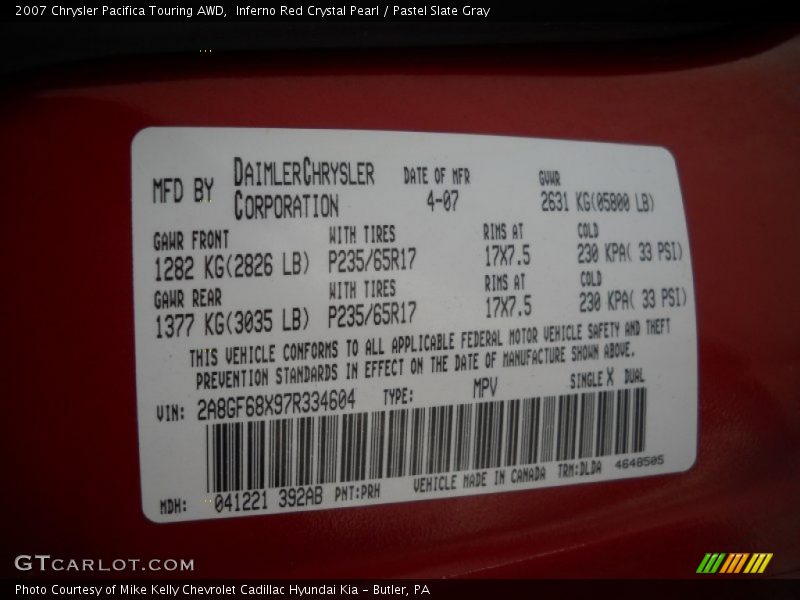 2007 Chrysler Pacifica Touring AWD,  Inferno Red Crystal Pearl / Pastel Slate Gray
MFD BY DAIMLERCHRYSLER CORPORATION DATE OF MFR 4-07 GVWR 2631 KG(05800 LB)
GAWR FRONT WITH TIRES RIMS AT COLD
1282 KG(2826 LB) P235/65R17 17X7.5 230 KPA( 33 PSI)
GAWR REAR WITH TIRES RIMS AT COLD
1377 KG(3035 LB) P235/65R17 17X7.5 230 KPA( 33 PSI)
THIS VEHICLE CONFORMS TO ALL APPLICABLE FEDERAL MOTOR VEHICLE SAFETY AND THEFT
PREVENTION STANDARDS IN EFFECT ON THE DATE OF MANUFACTURE SHOWN ABOVE.
VIN: 2A8GF68X97R334604 TYPE: MPV SINGLE X DUAL
MDH: 041221 392AB PNT:PRH VEHICLE MADE IN CANADA TRM:DLDA 4648505
GTCARLOT.COM
Photo Courtesy of Mike Kelly Chevrolet Cadillac Hyundai Kia - Butler, PA